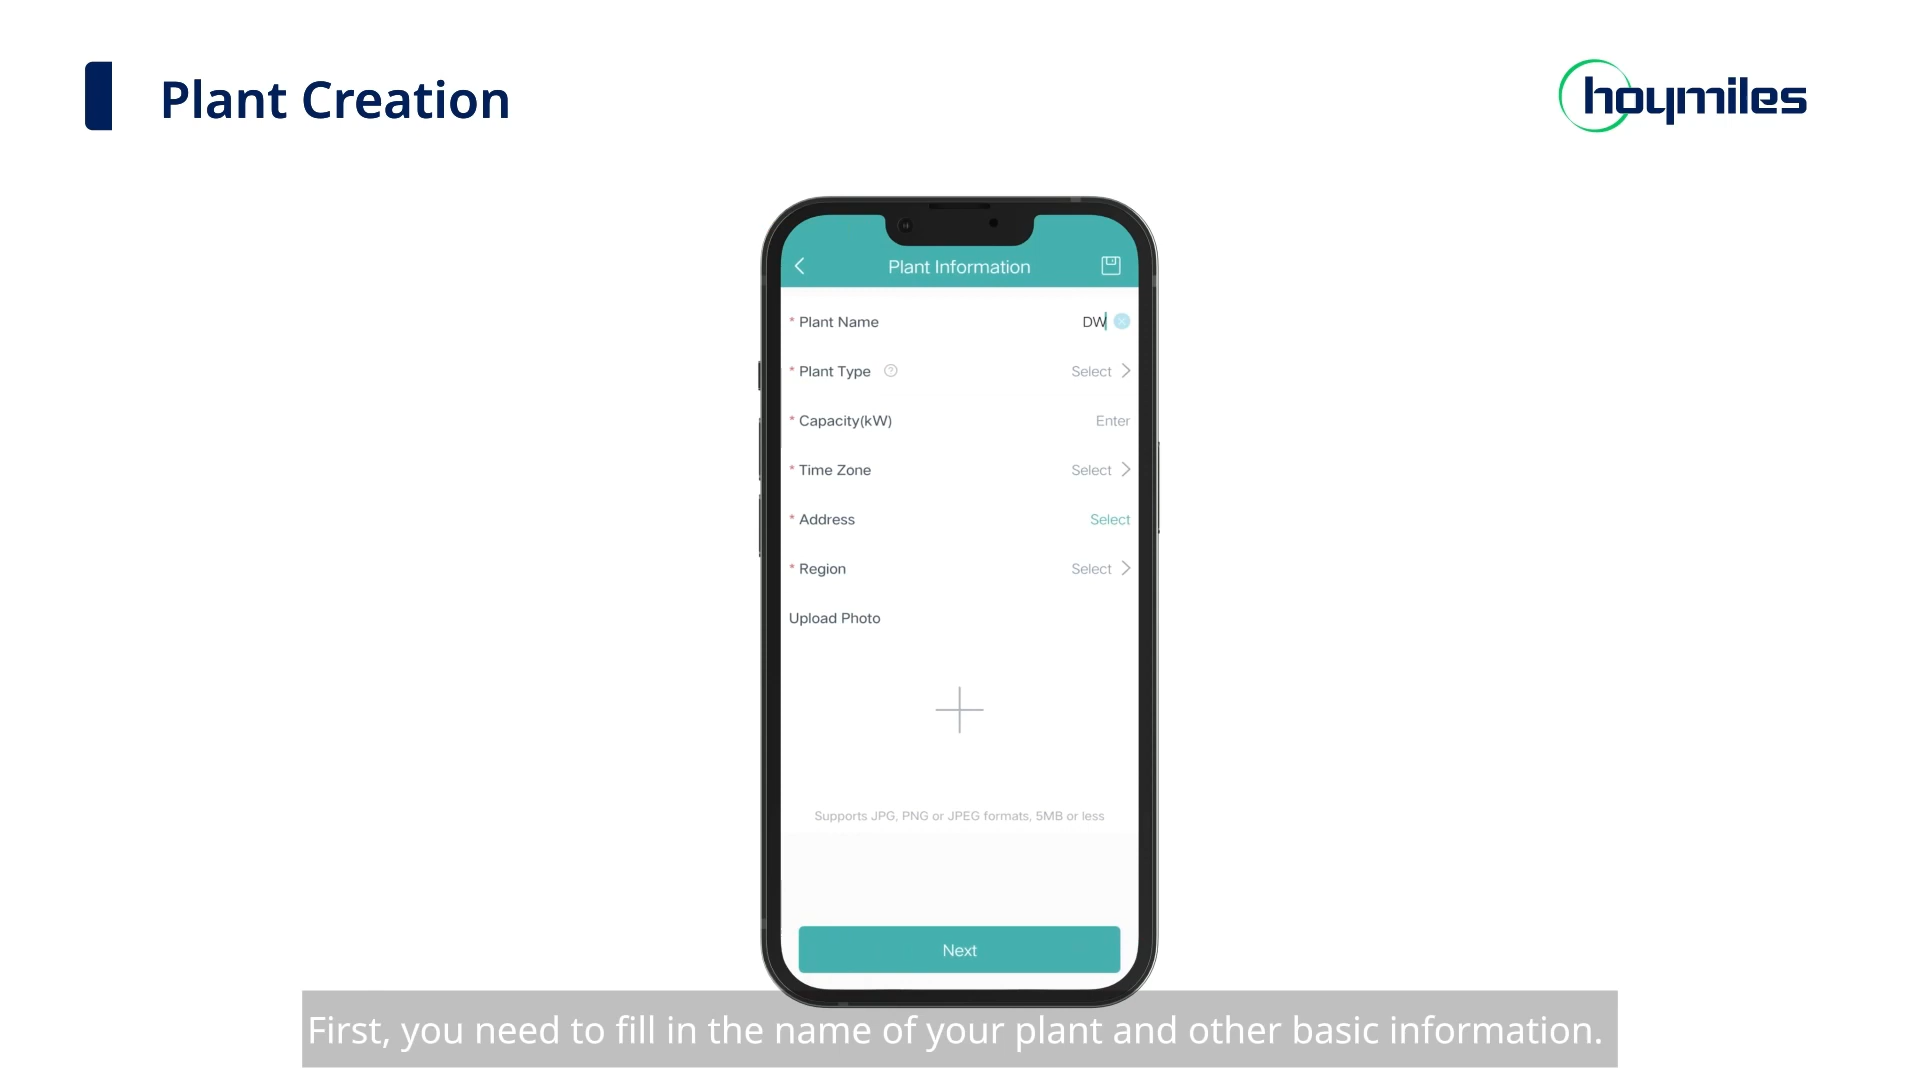 Plant Creation
hoymiles
Plant Information
* Plant Name DW
* Plant Type ? Select
* Capacity(kW) Enter
* Time Zone Select
* Address Select
* Region Select
Upload Photo
Supports JPG, PNG or JPEG formats, 5MB or less
Next
First, you need to fill in the name of your plant and other basic information.